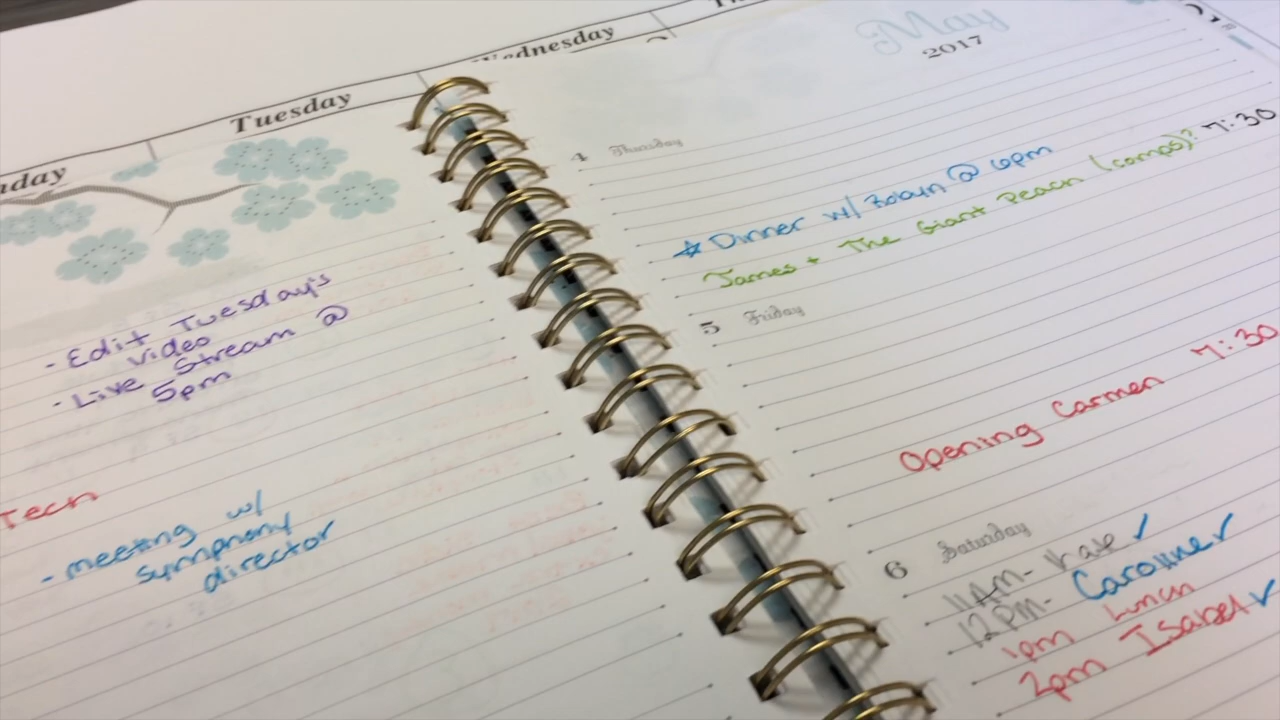 Tuesday
Wednesday
May
2017
- Edit Tuesday's
video
- Live Stream @
5pm
Tech
- meeting w/
symphony
director
4 Thursday
Dinner w/ @ 6pm
James + The Giant Peach (comps)? 7:30
5 Friday
Opening Carmen 7:30
6 Saturday
11AM- Kate ✓
12PM- Caroline ✓
1pm Lunch
2pm Isabel ✓